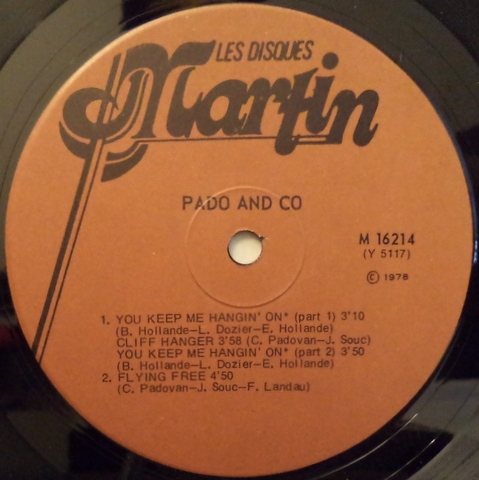 LES DISQUES
Martin
PADO AND CO
M 16214
(Y 5117)
© 1978
1. YOU KEEP ME HANGIN' ON* (part 1) 3'10
(B. Hollande-L. Dozier-E. Hollande)
CLIFF HANGER 3'58 (C. Padovan-J. Souc)
YOU KEEP ME HANGIN' ON* (part 2) 3'50
(B. Hollande-L. Dozier-E. Hollande)
2. FLYING FREE 4'50
(C. Padovan-J. Souc-F. Landau)